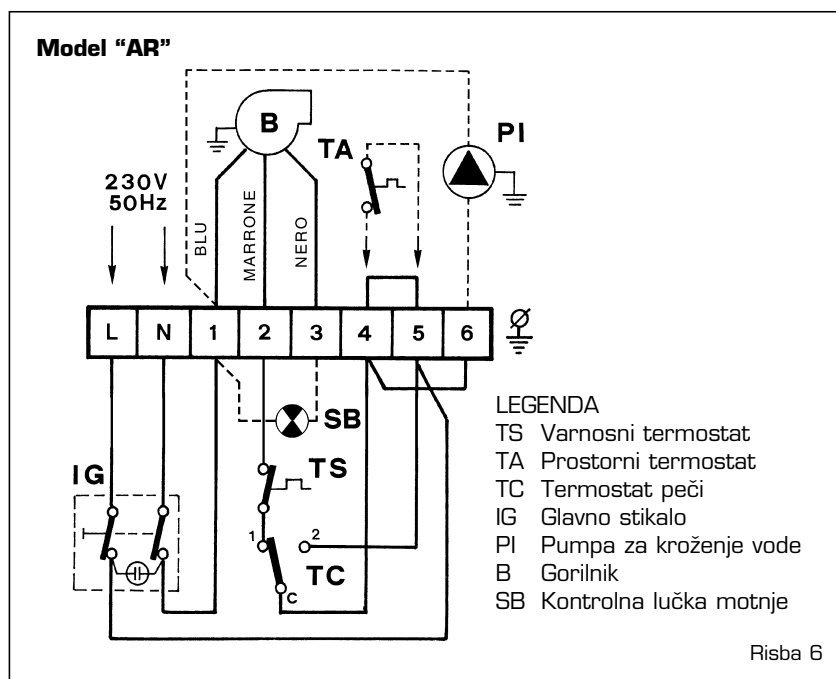 Model “AR”
B
PI
TA
230V
50Hz
BLU
MARRONE
NERO
L N 1 2 3 4 5 6
SB
TS
IG
1
2
TC
C
LEGENDA
TS Varnosni termostat
TA Prostorni termostat
TC Termostat peči
IG Glavno stikalo
PI Pumpa za kroženje vode
B Gorilnik
SB Kontrolna lučka motnje
Risba 6